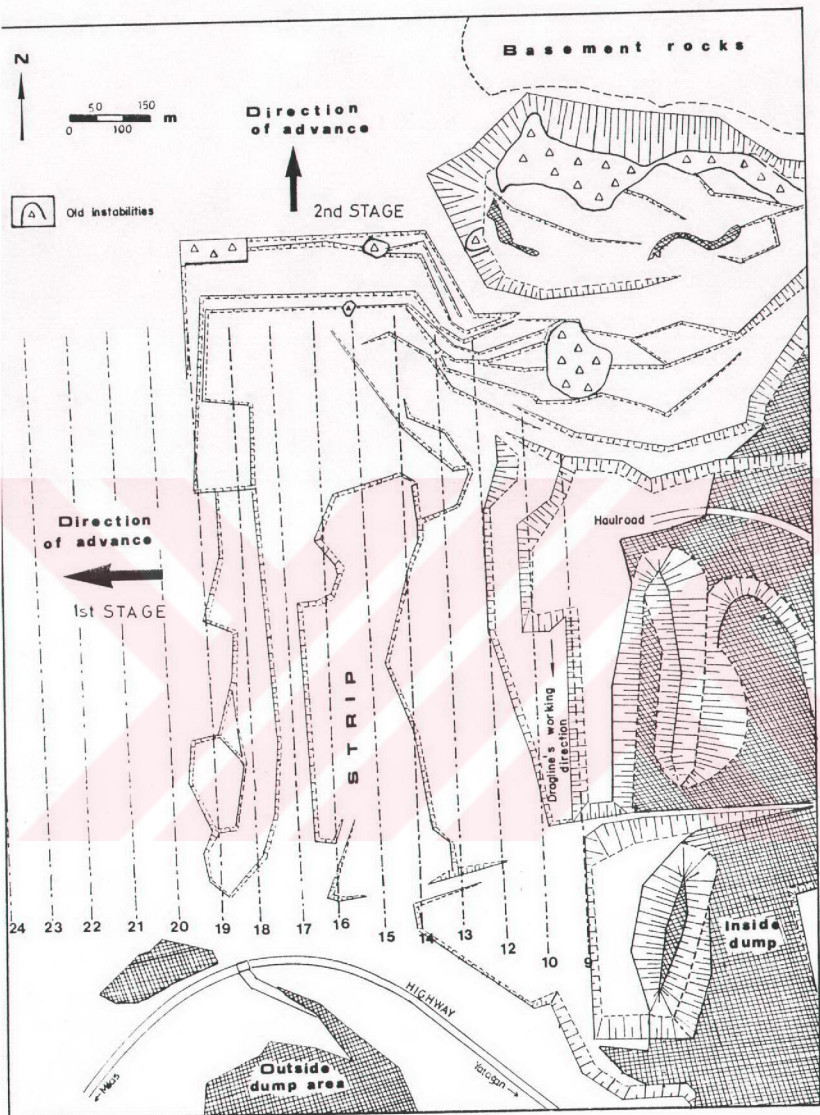 Basement rocks
N
50 150
0 100 m
Direction
of advance
2nd STAGE
Old instabilities
Haulroad
Direction
of advance
1st STAGE
STRIP
Dragline's working
direction
24 23 22 21 20 19 18 17 16 15 14 13 12 10 9
Inside
dump
HIGHWAY
Outside
dump area
Milas
Yatağan